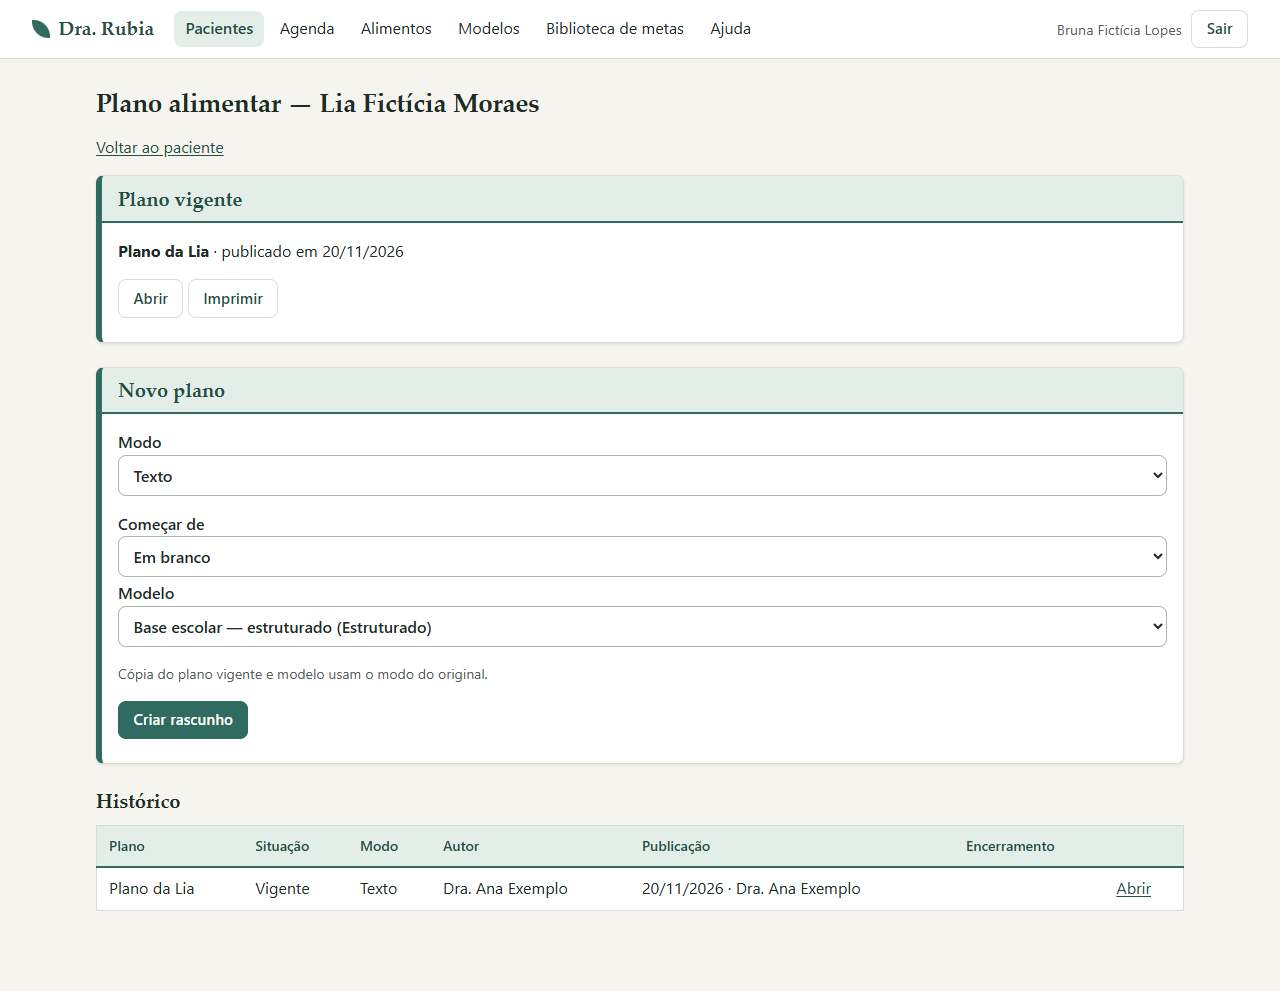 Dra. Rubia Pacientes Agenda Alimentos Modelos Biblioteca de metas Ajuda Bruna Fictícia Lopes Sair
Plano alimentar — Lia Fictícia Moraes
Voltar ao paciente
Plano vigente
Plano da Lia · publicado em 20/11/2026
Abrir Imprimir
Novo plano
Modo
Texto
Começar de
Em branco
Modelo
Base escolar — estruturado (Estruturado)
Cópia do plano vigente e modelo usam o modo do original.
Criar rascunho
Histórico
Plano Situação Modo Autor Publicação Encerramento
Plano da Lia Vigente Texto Dra. Ana Exemplo 20/11/2026 · Dra. Ana Exemplo Abrir